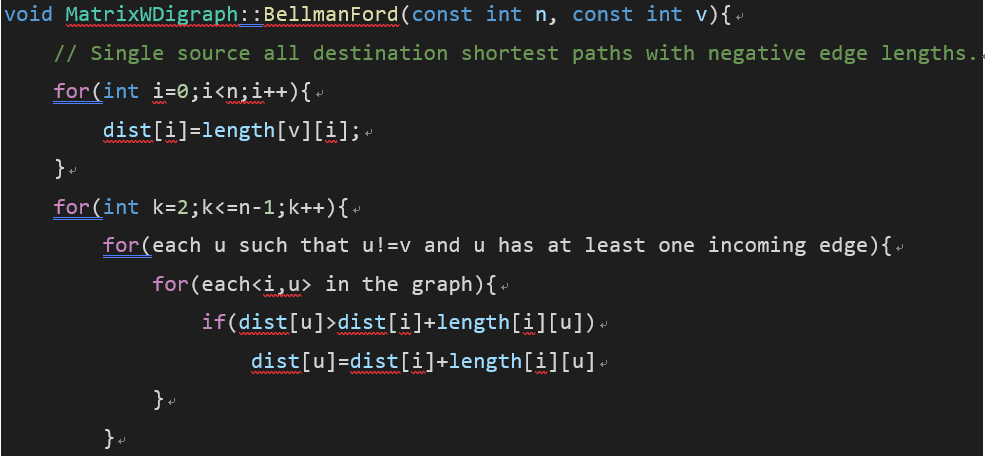 void MatrixWDigraph::BellmanFord(const int n, const int v){
    // Single source all destination shortest paths with negative edge lengths.
    for(int i=0;i<n;i++){
        dist[i]=length[v][i];
    }
    for(int k=2;k<=n-1;k++){
        for(each u such that u!=v and u has at least one incoming edge){
            for(each<i,u> in the graph){
                if(dist[u]>dist[i]+length[i][u])
                    dist[u]=dist[i]+length[i][u]
            }
        }